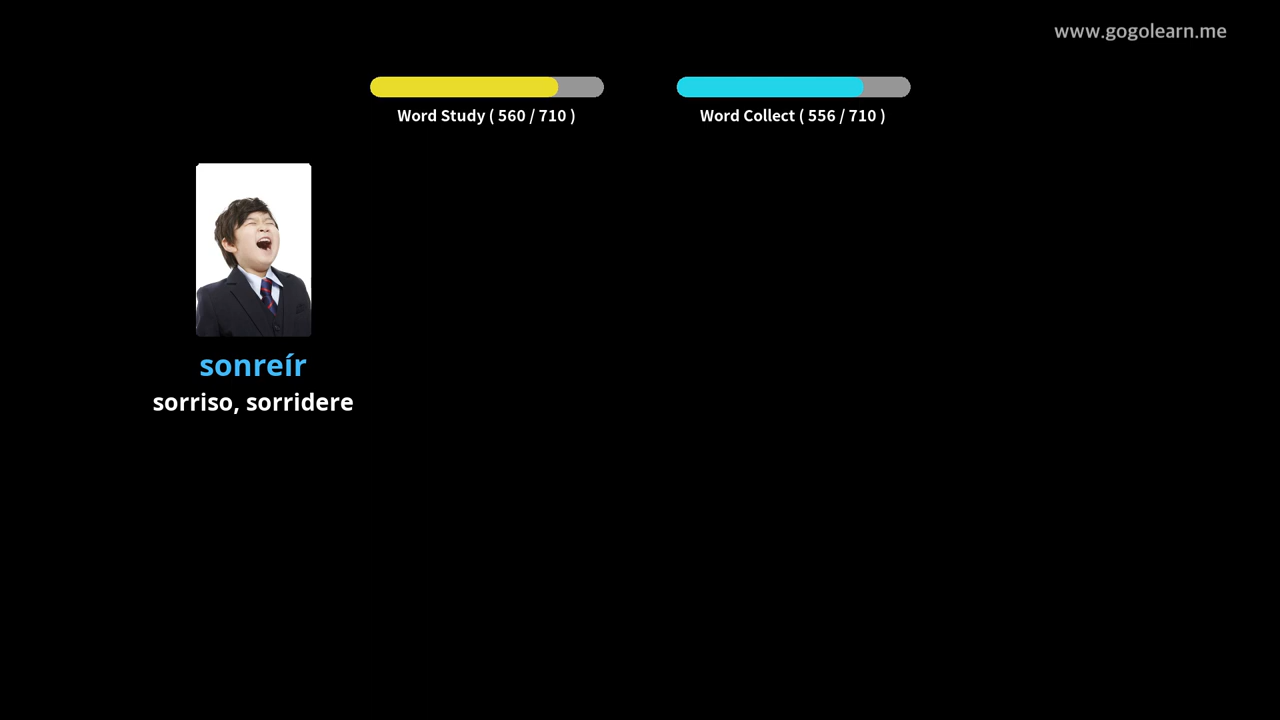 www.gogolearn.me
Word Study ( 560 / 710 )
Word Collect ( 556 / 710 )
sonreír
sorriso, sorridere